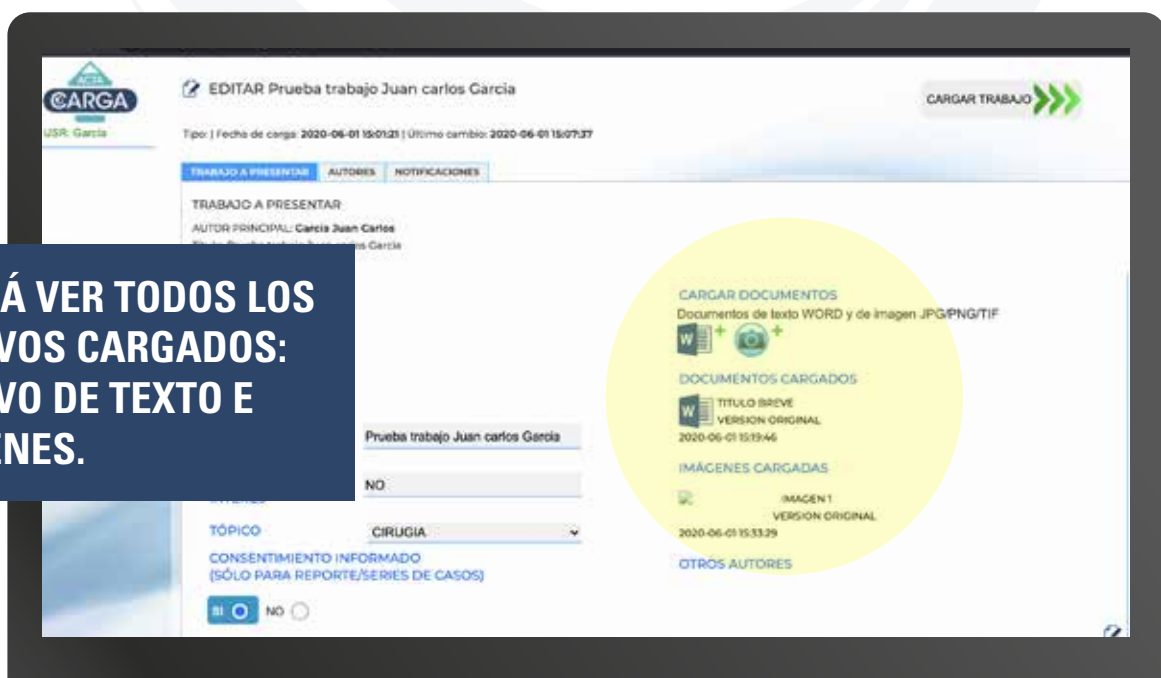 ACTA
CARGA
USR: Garcia
EDITAR Prueba trabajo Juan carlos Garcia
CARGAR TRABAJO
Tipo: | Fecha de carga: 2020-06-01 15:01:21 | Último cambio: 2020-06-01 15:07:37
TRABAJO A PRESENTAR AUTORES NOTIFICACIONES
TRABAJO A PRESENTAR
AUTOR PRINCIPAL: Garcia Juan Carlos
Garcia
Á VER TODOS LOS
VOS CARGADOS:
VO DE TEXTO E
ENES.
Prueba trabajo Juan carlos Garcia
NO
TÓPICO CIRUGIA
CONSENTIMIENTO INFORMADO
(SÓLO PARA REPORTE/SERIES DE CASOS)
SI NO
CARGAR DOCUMENTOS
Documentos de texto WORD y de imagen JPG/PNG/TIF
W + +
DOCUMENTOS CARGADOS
W TITULO BREVE
VERSION ORIGINAL
2020-06-01 15:19:46
IMÁGENES CARGADAS
IMAGEN 1
VERSION ORIGINAL
2020-06-01 15:33:29
OTROS AUTORES